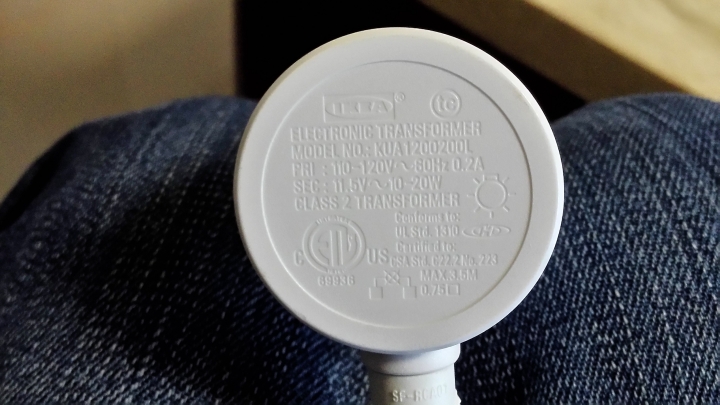 IKEA® tc
ELECTRONIC TRANSFORMER
MODEL NO.: KUA1200200L
PRI : 110-120V ~ 60Hz 0.2A
SEC : 11.5V ~ 10-20W
CLASS 2 TRANSFORMER
Conforms to:
UL Std. 1310
Certified to:
C US CSA Std. C22.2 No. 223
MAX.3.5M
0.75